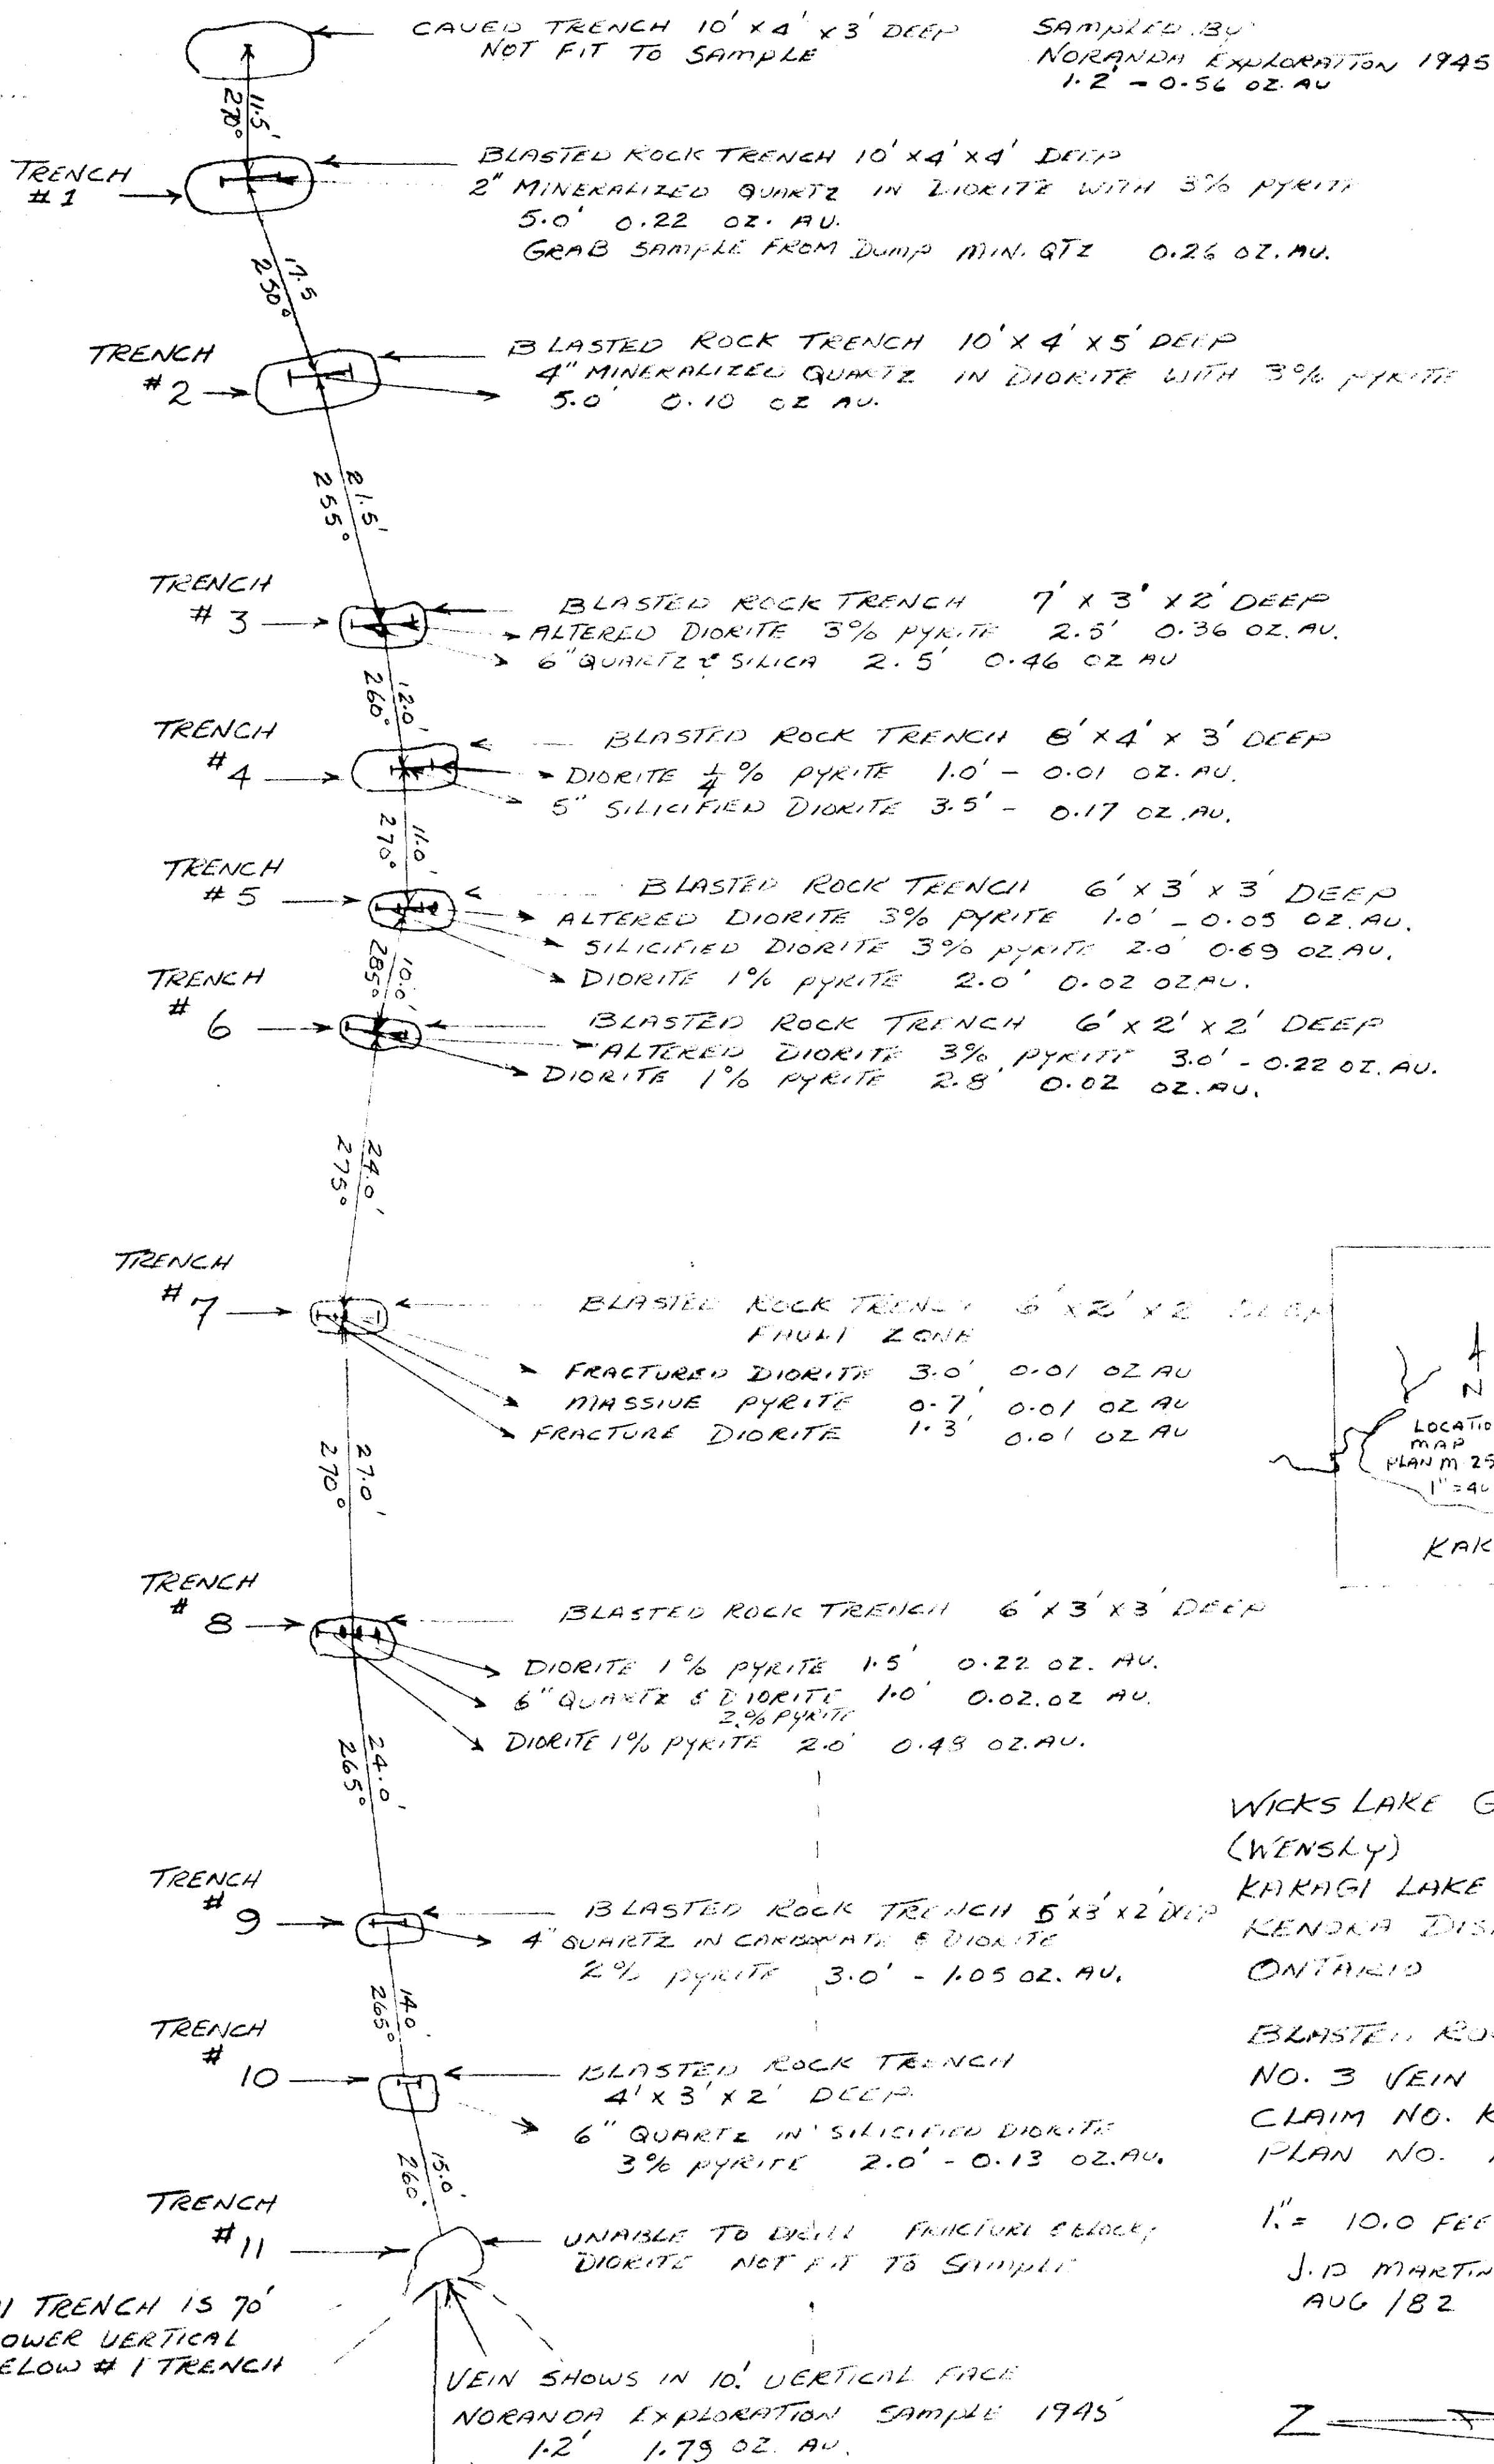 CAVED TRENCH 10' x 4' x 3' DEEP
NOT FIT TO SAMPLE
SAMPLED BY
NORANDA EXPLORATION 1945
1.2' - 0.56 OZ. AU
11.5'
270°
TRENCH
# 1
BLASTED ROCK TRENCH 10' x 4' x 4' DEEP
2" MINERALIZED QUARTZ IN DIORITE WITH 3% PYRITE
5.0' 0.22 OZ. AU.
GRAB SAMPLE FROM DUMP MIN. QTZ 0.26 OZ. AU.
17.5
250°
TRENCH
# 2
BLASTED ROCK TRENCH 10' x 4' x 5' DEEP
4" MINERALIZED QUARTZ IN DIORITE WITH 3% PYRITE
5.0' 0.10 OZ AU.
21.5'
255°
TRENCH
# 3
BLASTED ROCK TRENCH 7' x 3' x 2' DEEP
ALTERED DIORITE 3% PYRITE 2.5' 0.36 OZ. AU.
6" QUARTZ & SILICA 2.5' 0.46 OZ AU
12.0'
260°
TRENCH
# 4
BLASTED ROCK TRENCH 8' x 4' x 3' DEEP
DIORITE 1/4 % PYRITE 1.0' - 0.01 OZ. AU.
5" SILICIFIED DIORITE 3.5' - 0.17 OZ. AU.
11.0'
270°
TRENCH
# 5
BLASTED ROCK TRENCH 6' x 3' x 3' DEEP
ALTERED DIORITE 3% PYRITE 1.0' - 0.05 OZ. AU.
SILICIFIED DIORITE 3% PYRITE 2.0' 0.69 OZ AU.
DIORITE 1% PYRITE 2.0' 0.02 OZ AU.
10.0'
285°
TRENCH
# 6
BLASTED ROCK TRENCH 6' x 2' x 2' DEEP
ALTERED DIORITE 3% PYRITE 3.0' - 0.22 OZ. AU.
DIORITE 1% PYRITE 2.8' 0.02 OZ. AU.
24.0'
275°
TRENCH
# 7
BLASTED ROCK TRENCH 6' x 2' x 2' DEEP
FAULT ZONE
FRACTURED DIORITE 3.0' 0.01 OZ AU
MASSIVE PYRITE 0.7' 0.01 OZ AU
FRACTURE DIORITE 1.3' 0.01 OZ AU
N
LOCATIO
MAP
PLAN M. 25
1" = 40
KAK
27.0'
270°
TRENCH
# 8
BLASTED ROCK TRENCH 6' x 3' x 3' DEEP
DIORITE 1% PYRITE 1.5' 0.22 OZ. AU.
6" QUARTZ & DIORITE 1.0' 0.02 OZ AU.
2% PYRITE
DIORITE 1% PYRITE 2.0' 0.48 OZ. AU.
24.0'
265°
WICKS LAKE G
(WENSLY)
KAKAGI LAKE
KENORA DIS
ONTARIO
TRENCH
# 9
BLASTED ROCK TRENCH 5' x 3' x 2' DEEP
4" QUARTZ IN CARBONATE & DIORITE
2% PYRITE 3.0' - 1.05 OZ. AU.
14.0'
265°
TRENCH
# 10
BLASTED ROCK TRENCH
4' x 3' x 2' DEEP
6" QUARTZ IN SILICIFIED DIORITE
3% PYRITE 2.0' - 0.13 OZ. AU.
BLASTED RO
NO. 3 VEIN
CLAIM NO. K
PLAN NO.
1" = 10.0 FEE
J.D MARTIN
AUG / 82
15.0'
260°
TRENCH
# 11
UNABLE TO DRILL FRACTURE & BLOCKY
DIORITE NOT FIT TO SAMPLE
1 TRENCH IS 70'
OWER VERTICAL
ELOW # 1 TRENCH
VEIN SHOWS IN 10' VERTICAL FACE
NORANDA EXPLORATION SAMPLE 1945
1.2' 1.79 OZ. AU.
N